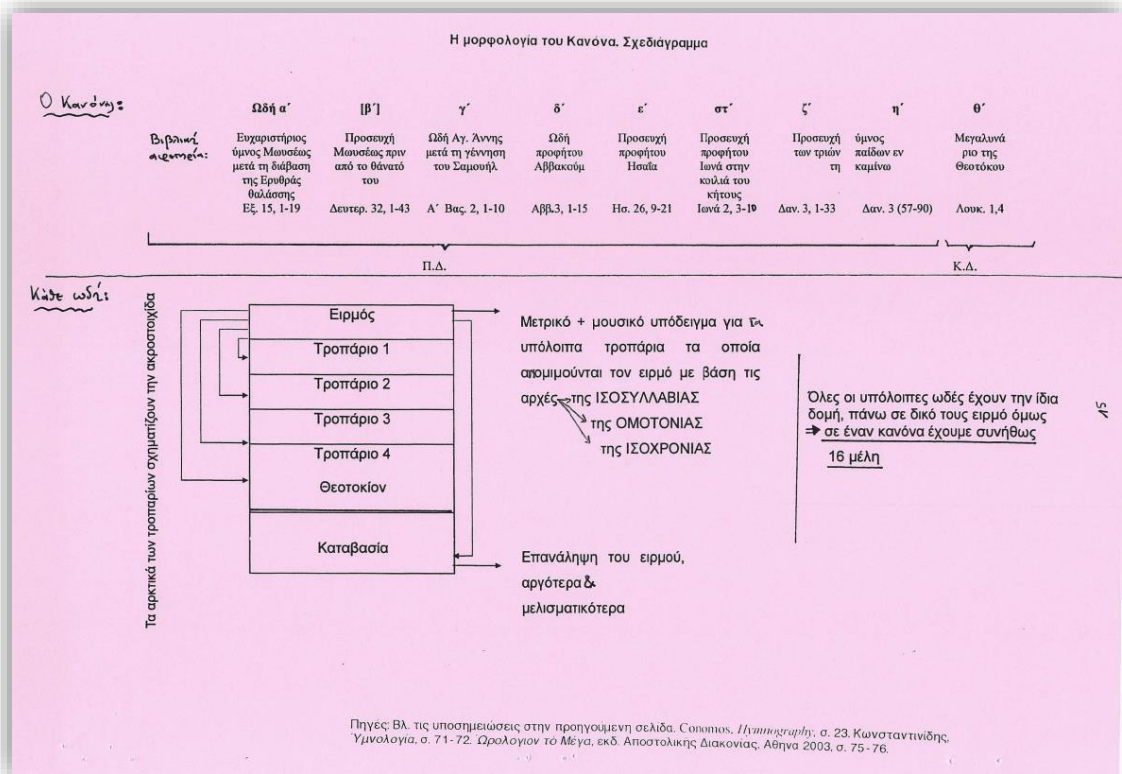 Η μορφολογία του Κανόνα. Σχεδιάγραμμα
Ο Κανόνας:
Ωδή α΄ [β΄] γ΄ δ΄ ε΄ στ΄ ζ΄ η΄ θ΄
Βιβλική
Ευχαριστήριος Προσευχή Ωδή Αγ. Άννης Ωδή Προσευχή Προσευχή Προσευχή ύμνος Μεγαλυνά
ύμνος Μωυσέως Μωυσέως πριν μετά τη γέννηση προφήτου προφήτου προφήτου των τριών παίδων εν ριο της
μετά τη διάβαση από το θάνατό του Σαμουήλ Αββακούμ Ησαΐα Ιωνά στην τη καμίνω Θεοτόκου
της Ερυθράς του κοιλιά του
θαλάσσης κήτους
Εξ. 15, 1-19 Δευτερ. 32, 1-43 Α΄ Βας. 2, 1-10 Αββ.3, 1-15 Ησ. 26, 9-21 Ιωνά 2, 3-10 Δαν. 3, 1-33 Δαν. 3 (57-90) Λουκ. 1,4
Π.Δ. Κ.Δ.
Κάθε ωδή:
Τα αρκτικά των τροπαρίων σχηματίζουν την ακροστοιχίδα
Ειρμός
Τροπάριο 1
Τροπάριο 2
Τροπάριο 3
Τροπάριο 4
Θεοτοκίον
Καταβασία
Μετρικό + μουσικό υπόδειγμα για τα
υπόλοιπα τροπάρια τα οποία
απομιμούνται τον ειρμό με βάση τις
αρχές της ΙΣΟΣΥΛΛΑΒΙΑΣ
της ΟΜΟΤΟΝΙΑΣ
της ΙΣΟΧΡΟΝΙΑΣ
Επανάληψη του ειρμού,
αργότερα &
μελισματικότερα
Όλες οι υπόλοιπες ωδές έχουν την ίδια
δομή, πάνω σε δικό τους ειρμό όμως
⇒ σε έναν κανόνα έχουμε συνήθως
16 μέλη
15
Πηγές: Βλ. τις υποσημειώσεις στην προηγούμενη σελίδα. Conomos, Hymnography, σ. 23. Κωνσταντινίδης,
Ὑμνολογία, σ. 71-72. Ὡρολόγιον τὸ Μέγα, εκδ. Αποστολικής Διακονίας, Αθήνα 2003, σ. 75-76.